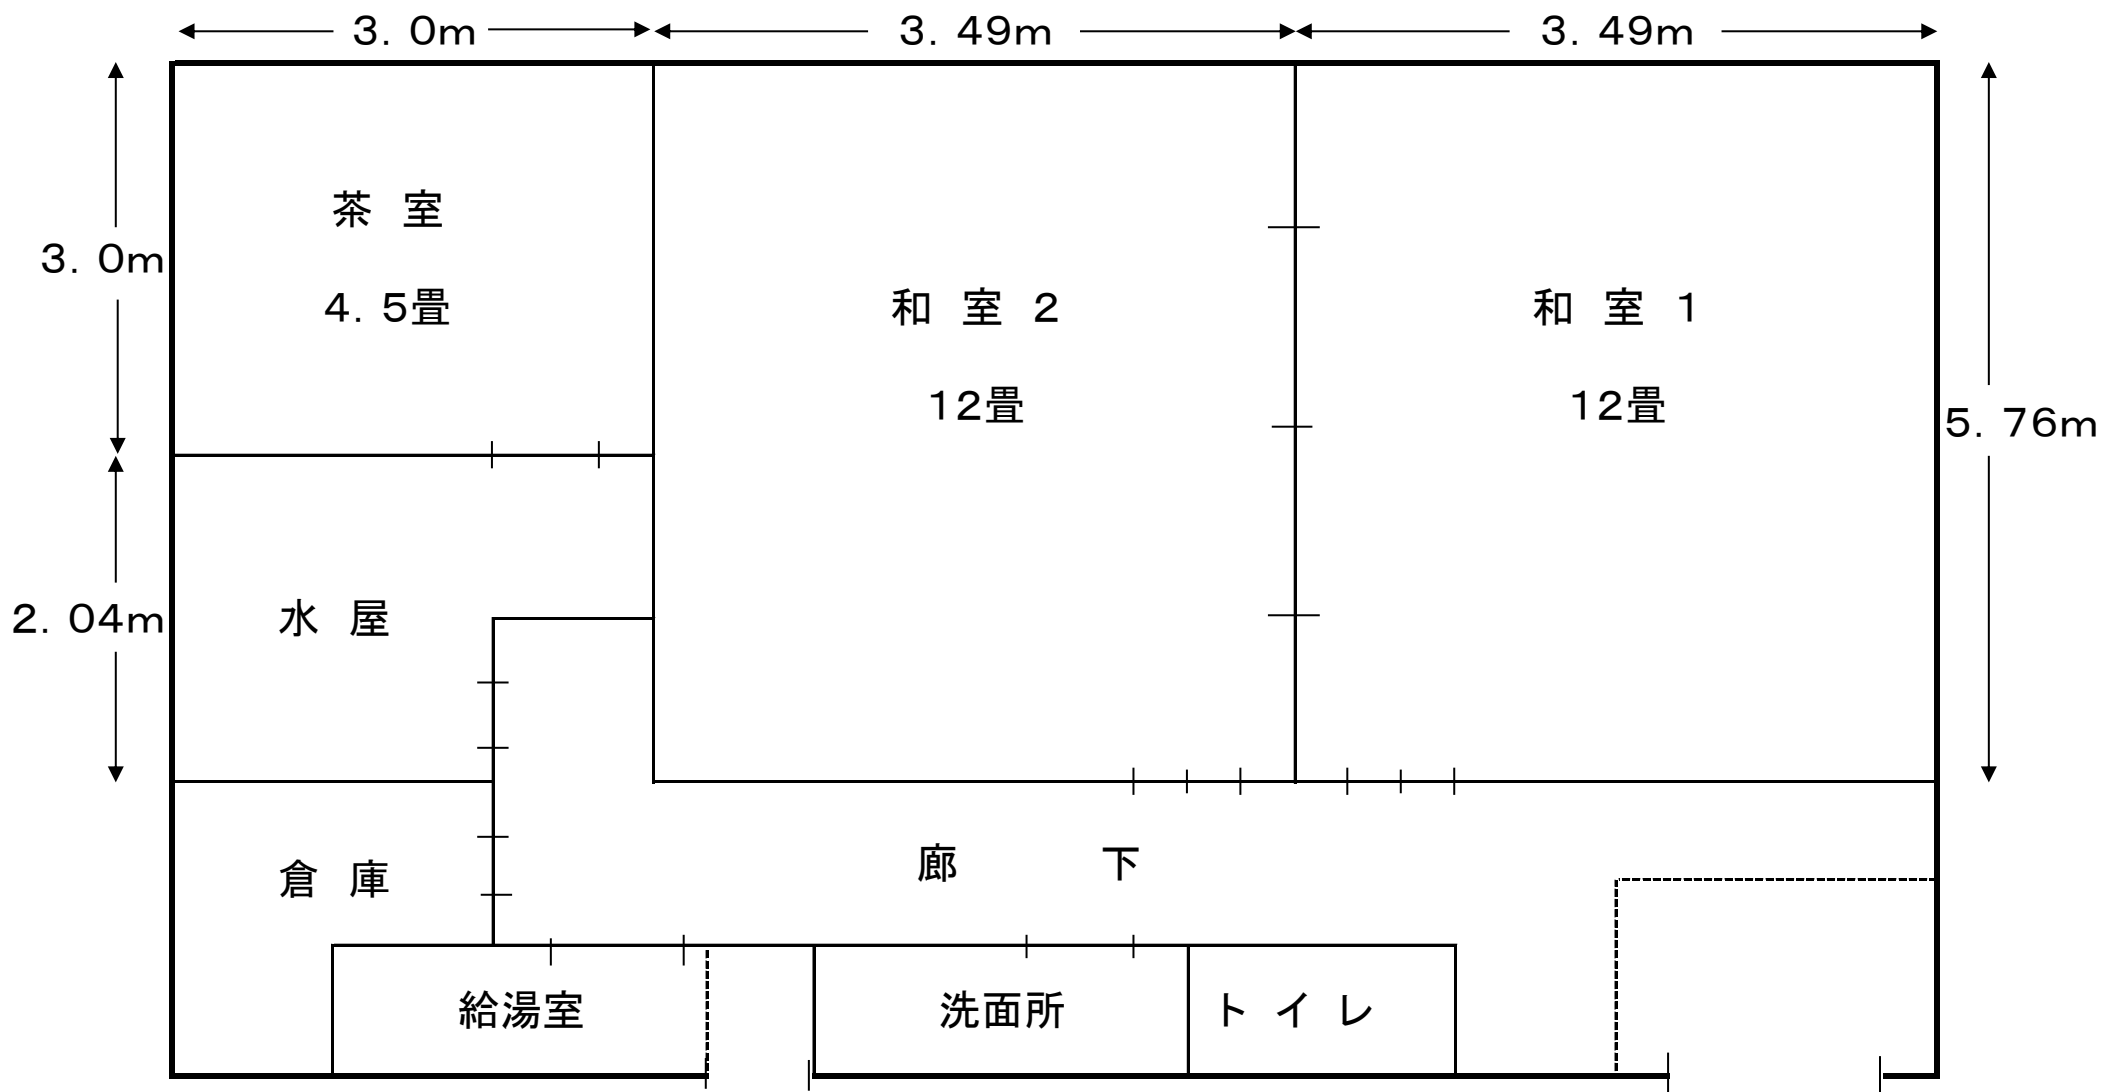 3．0m
3．49m
3．49m
茶 室
3．0m
4．5畳
和 室 2
12畳
和 室 1
12畳
5．76m
2．04m
水 屋
倉 庫
廊 下
給湯室
洗面所
ト イ レ